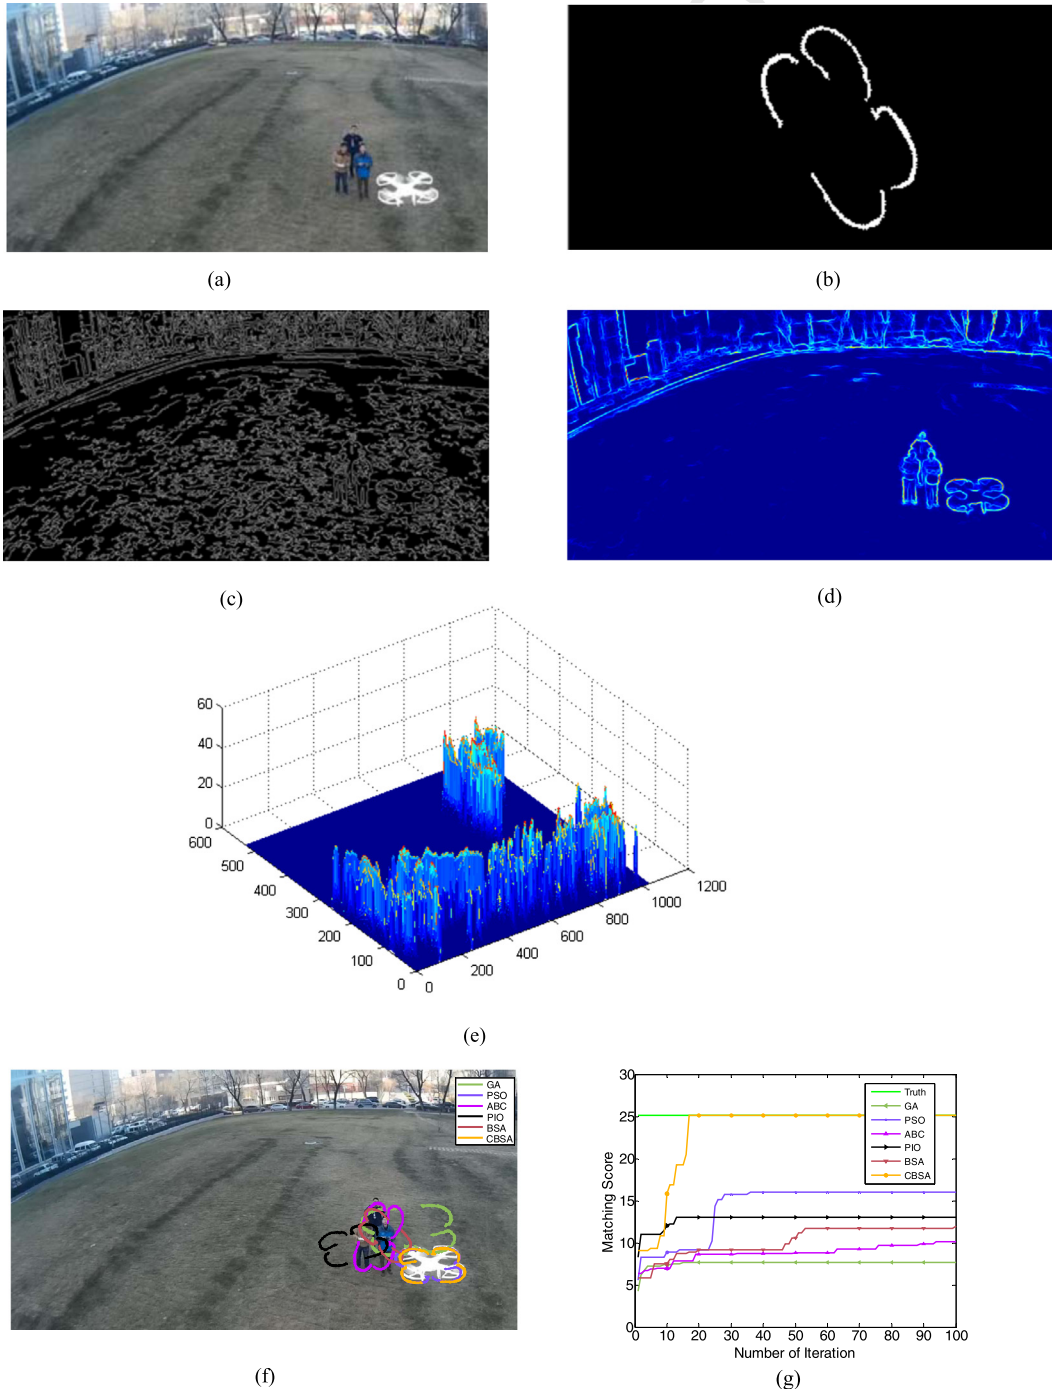 (a)
(b)
(c)
(d)
60
40
20
0
600
500
400
300
200
100
0
0
200
400
600
800
1000
1200
(e)
GA
PSO
ABC
PIO
BSA
CBSA
(f)
30
25
20
15
10
5
0
Matching Score
Truth
GA
PSO
ABC
PIO
BSA
CBSA
0 10 20 30 40 50 60 70 80 90 100
Number of Iteration
(g)